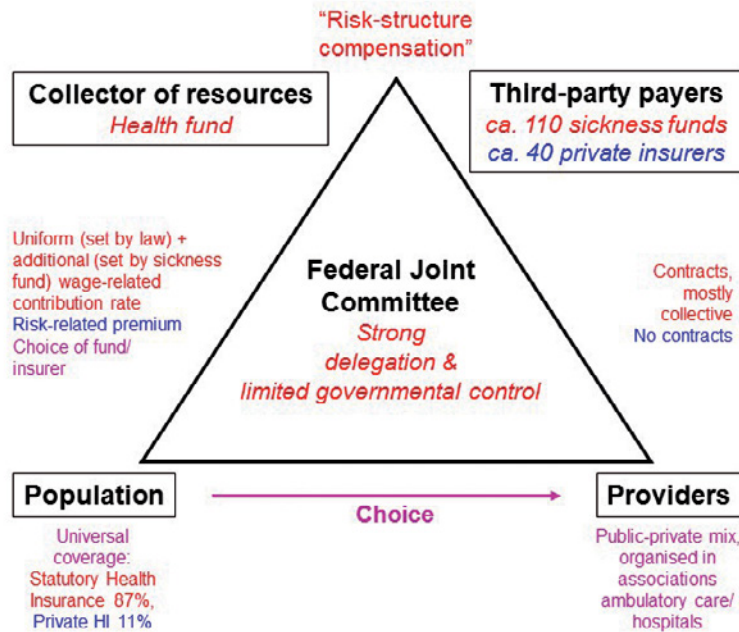 “Risk-structure
compensation”
Collector of resources
Health fund
Third-party payers
ca. 110 sickness funds
ca. 40 private insurers
Uniform (set by law) +
additional (set by sickness
fund) wage-related
contribution rate
Risk-related premium
Choice of fund/
insurer
Federal Joint
Committee
Strong
delegation &
limited governmental control
Contracts,
mostly
collective
No contracts
Population
Choice
Providers
Universal
coverage:
Statutory Health
Insurance 87%,
Private HI 11%
Public-private mix,
organised in
associations
ambulatory care/
hospitals